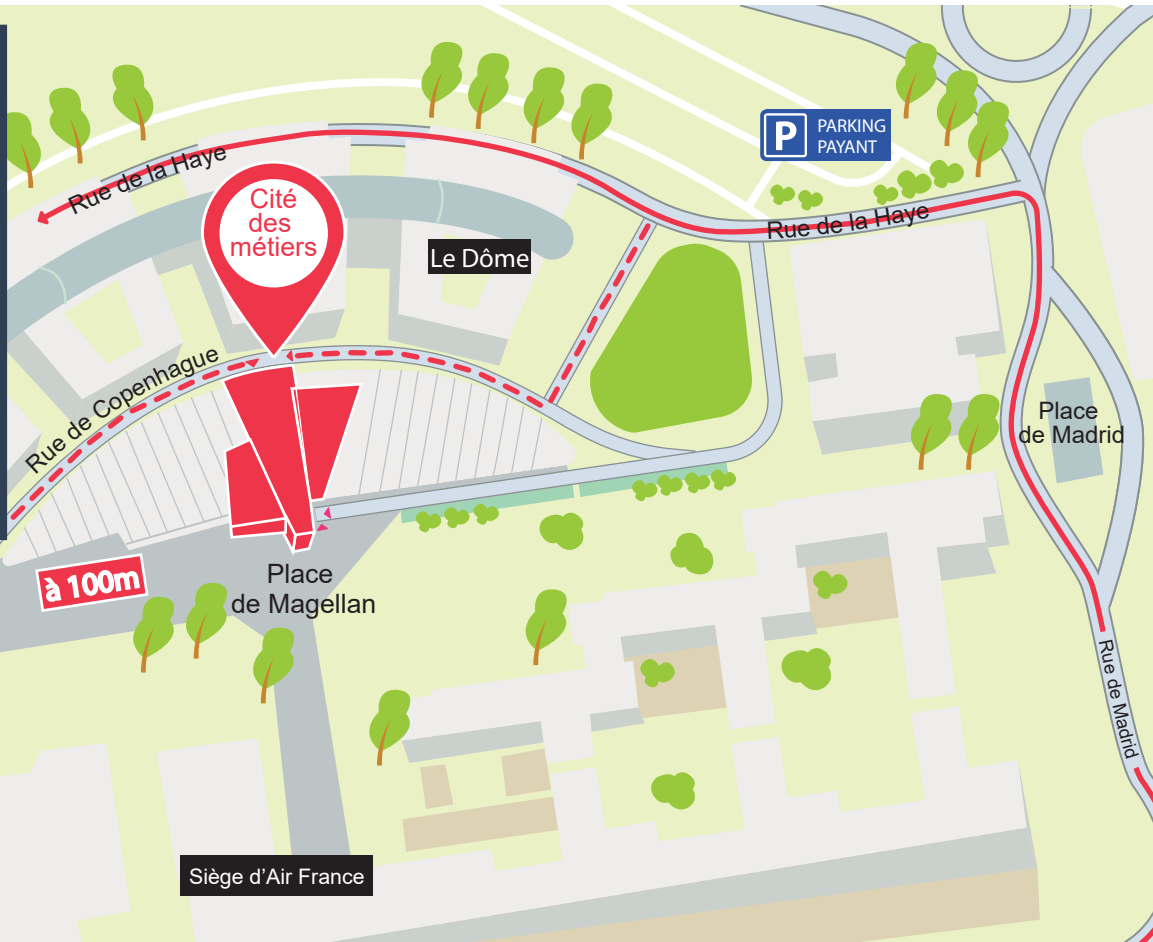 P
PARKING
PAYANT
Rue de la Haye
Cité
des
métiers
Rue de la Haye
Le Dôme
Rue de Copenhague
Place
de Madrid
à 100m
Place
de Magellan
Rue de Madrid
Siège d'Air France